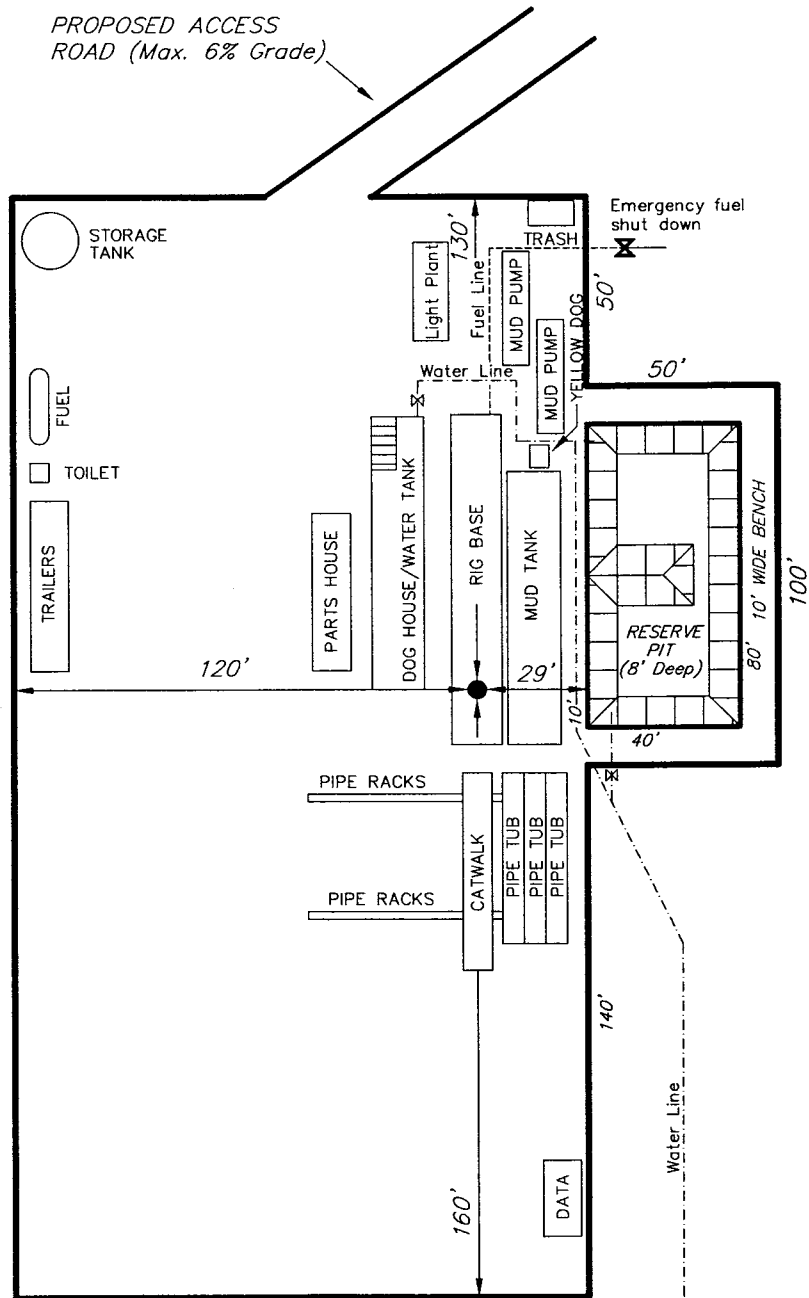 PROPOSED ACCESS
ROAD (Max. 6% Grade)
STORAGE
TANK
Light Plant
130'
Fuel Line
TRASH
Emergency fuel
shut down
50'
MUD PUMP
MUD PUMP
YELLOW DOG
50'
Water Line
FUEL
TOILET
TRAILERS
PARTS HOUSE
DOG HOUSE/WATER TANK
RIG BASE
MUD TANK
RESERVE
PIT
(8' Deep)
80'
10' WIDE BENCH
100'
120'
29'
10'
40'
PIPE RACKS
PIPE RACKS
CATWALK
PIPE TUB
PIPE TUB
PIPE TUB
140'
Water Line
DATA
160'